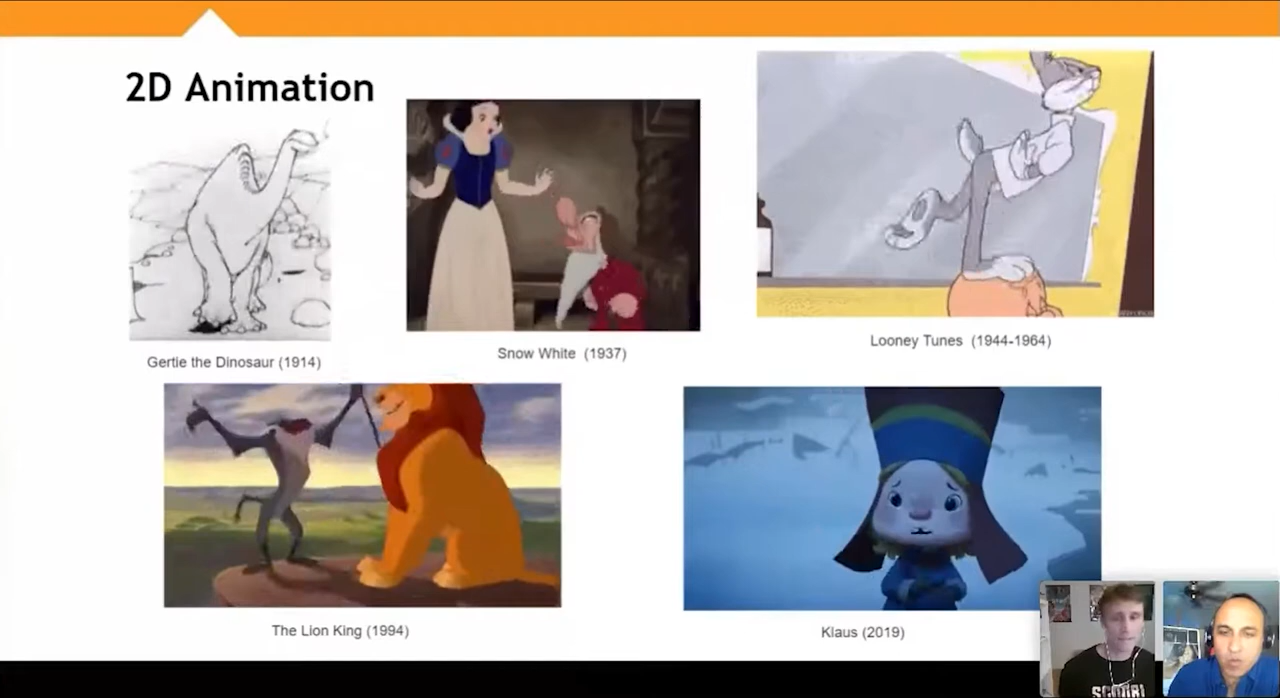 2D Animation
Gertie the Dinosaur (1914)
Snow White (1937)
Looney Tunes (1944-1964)
The Lion King (1994)
Klaus (2019)